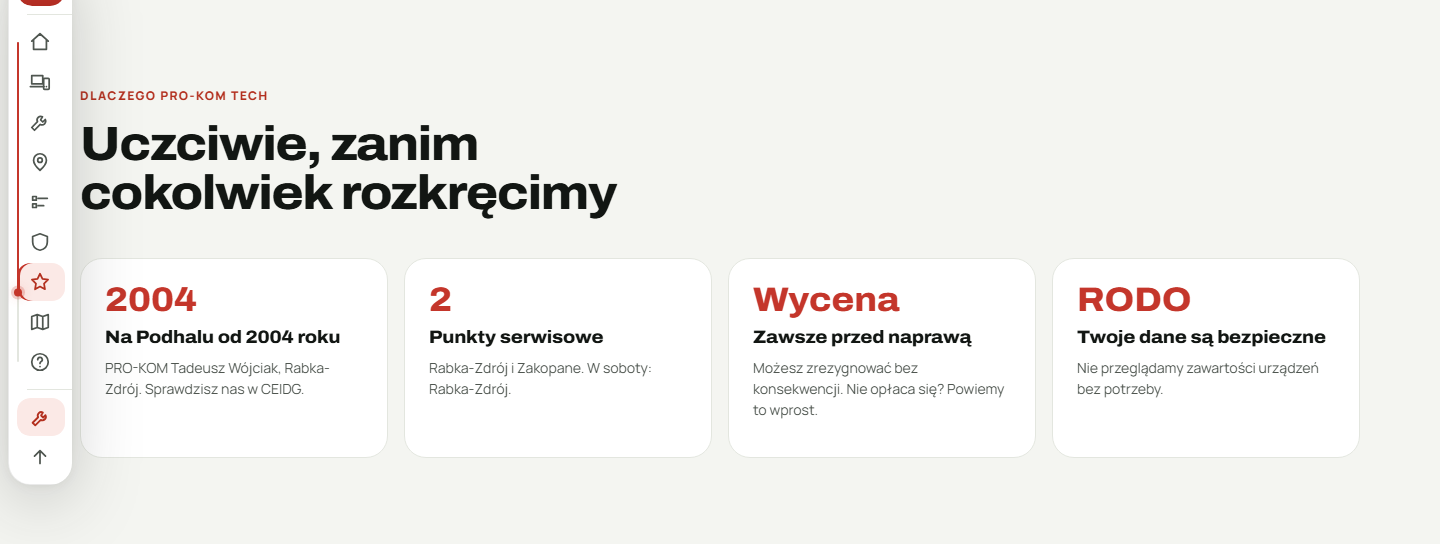 DLACZEGO PRO-KOM TECH
Uczciwie, zanim
cokolwiek rozkręcimy
2004
Na Podhalu od 2004 roku
PRO-KOM Tadeusz Wójciak, Rabka-
Zdrój. Sprawdzisz nas w CEIDG.
2
Punkty serwisowe
Rabka-Zdrój i Zakopane. W soboty:
Rabka-Zdrój.
Wycena
Zawsze przed naprawą
Możesz zrezygnować bez
konsekwencji. Nie opłaca się? Powiemy
to wprost.
RODO
Twoje dane są bezpieczne
Nie przeglądamy zawartości urządzeń
bez potrzeby.